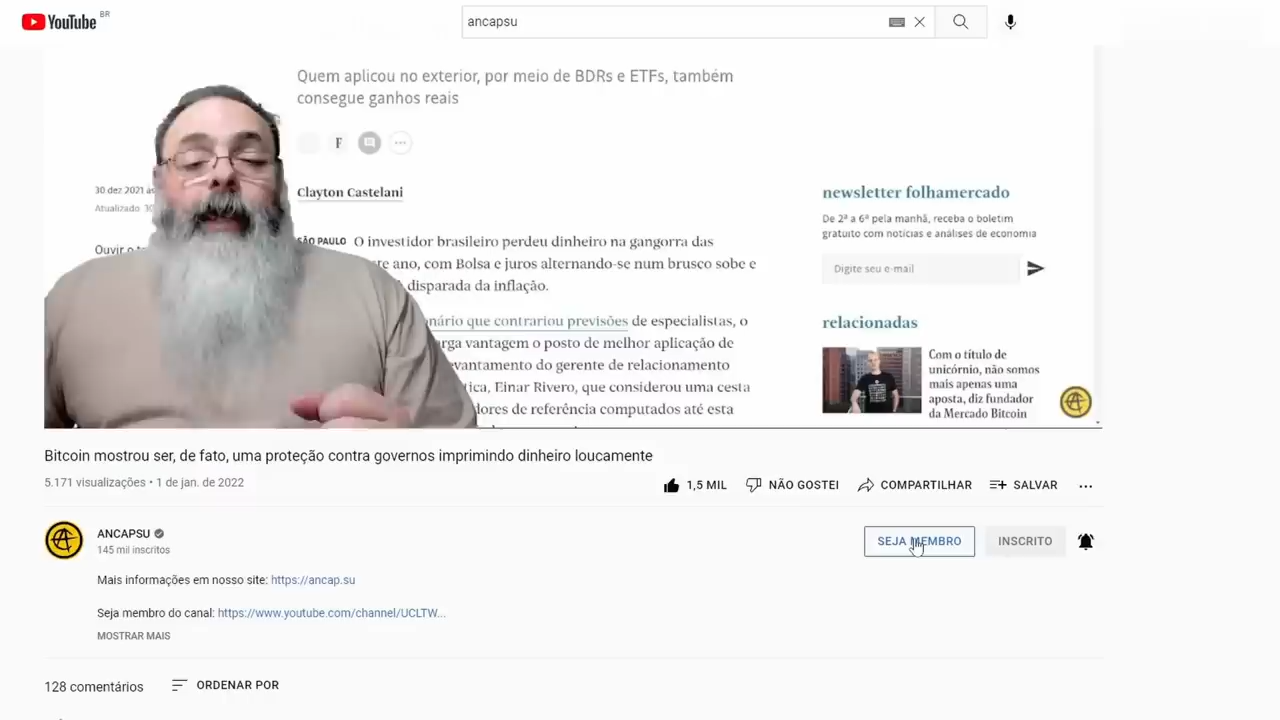 YouTube BR
ancapsu
Quem aplicou no exterior, por meio de BDRs e ETFs, também
consegue ganhos reais
F
30 dez 2021 às
Clayton Castelani
Atualizado 30
Ouvir o
SÃO PAULO O investidor brasileiro perdeu dinheiro na gangorra das
te ano, com Bolsa e juros alternando-se num brusco sobe e
disparada da inflação.
nário que contrariou previsões de especialistas, o
rga vantagem o posto de melhor aplicação de
evantamento do gerente de relacionamento
tica, Einar Rivero, que considerou uma cesta
dores de referência computados até esta
newsletter folhamercado
De 2ª a 6ª pela manhã, receba o boletim
gratuito com notícias e análises de economia
Digite seu e-mail
relacionadas
Com o título de
unicórnio, não somos
mais apenas uma
aposta, diz fundador
da Mercado Bitcoin
Bitcoin mostrou ser, de fato, uma proteção contra governos imprimindo dinheiro loucamente
5.171 visualizações • 1 de jan. de 2022
1,5 MIL NÃO GOSTEI COMPARTILHAR SALVAR
ANCAPSU
145 mil inscritos
SEJA MEMBRO INSCRITO
Mais informações em nosso site: https://ancap.su
Seja membro do canal: https://www.youtube.com/channel/UCLTW...
MOSTRAR MAIS
128 comentários ORDENAR POR